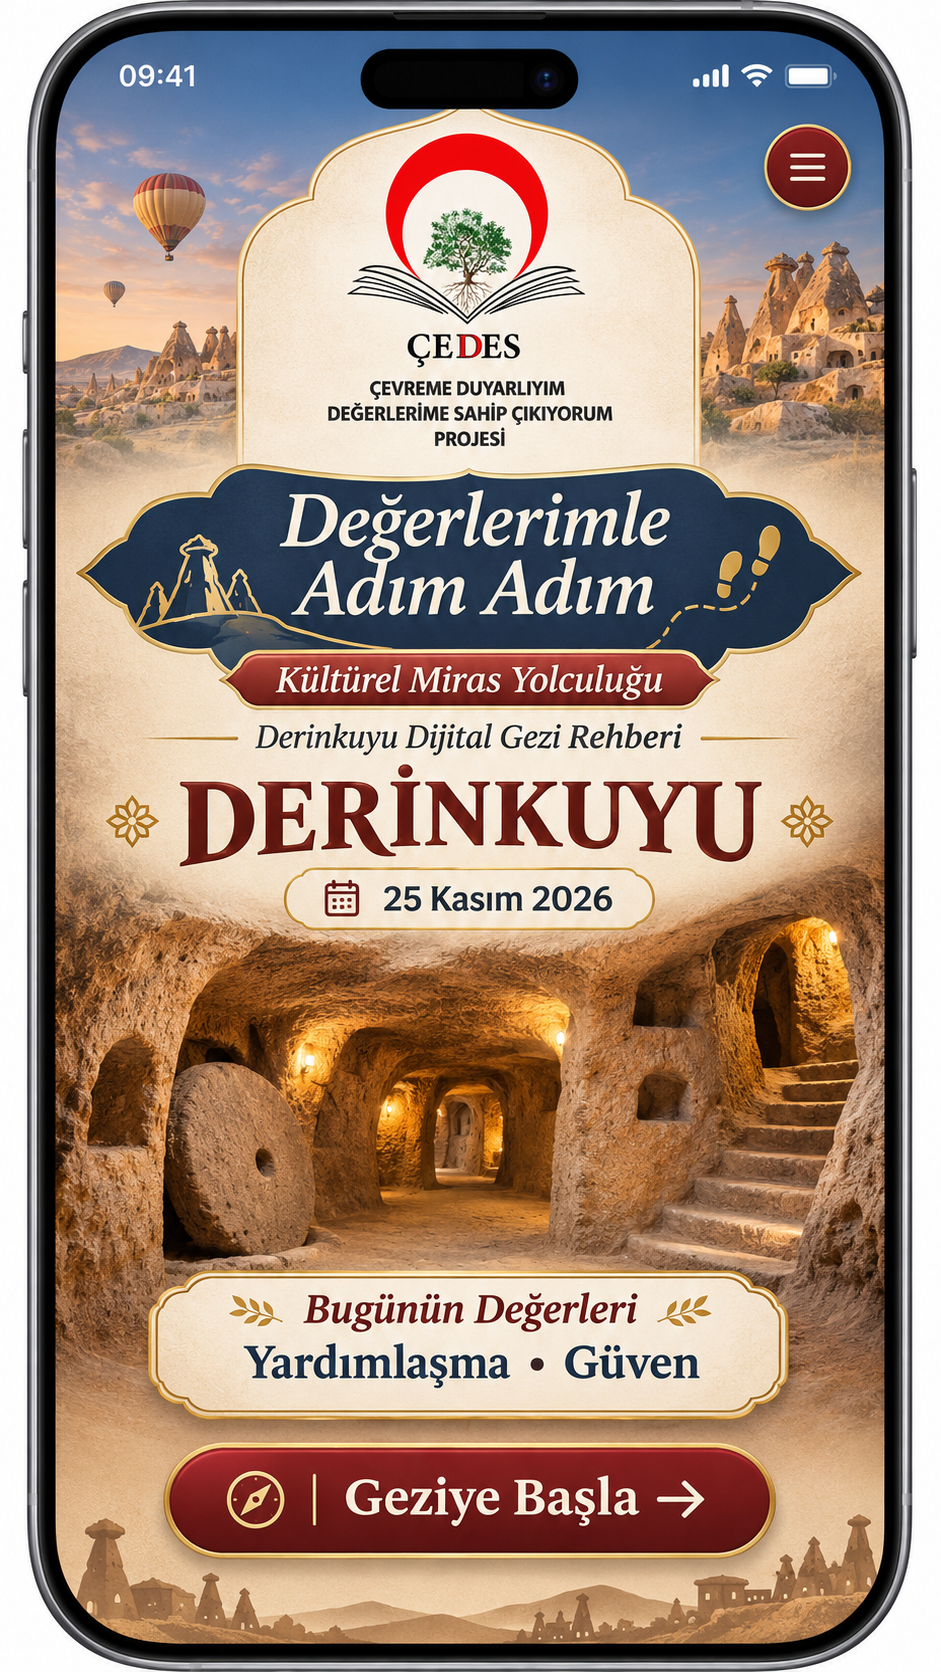 09:41
ÇEDES
ÇEVREME DUYARLIYIM
DEĞERLERİME SAHİP ÇIKIYORUM
PROJESİ
Değerlerimle
Adım Adım
Kültürel Miras Yolculuğu
Derinkuyu Dijital Gezi Rehberi
DERİNKUYU
25 Kasım 2026
Bugünün Değerleri
Yardımlaşma • Güven
Geziye Başla →